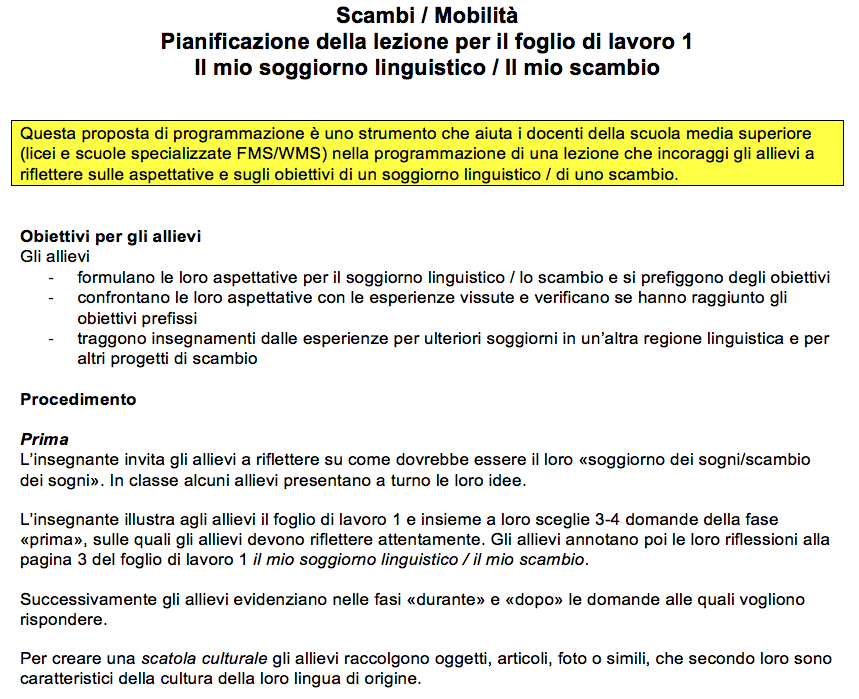 Scambi / Mobilità
Pianificazione della lezione per il foglio di lavoro 1
Il mio soggiorno linguistico / Il mio scambio
Questa proposta di programmazione è uno strumento che aiuta i docenti della scuola media superiore
(licei e scuole specializzate FMS/WMS) nella programmazione di una lezione che incoraggi gli allievi a
riflettere sulle aspettative e sugli obiettivi di un soggiorno linguistico / di uno scambio.
Obiettivi per gli allievi
Gli allievi
- formulano le loro aspettative per il soggiorno linguistico / lo scambio e si prefiggono degli obiettivi
- confrontano le loro aspettative con le esperienze vissute e verificano se hanno raggiunto gli
obiettivi prefissi
- traggono insegnamenti dalle esperienze per ulteriori soggiorni in un'altra regione linguistica e per
altri progetti di scambio
Procedimento
Prima
L'insegnante invita gli allievi a riflettere su come dovrebbe essere il loro «soggiorno dei sogni/scambio
dei sogni». In classe alcuni allievi presentano a turno le loro idee.
L'insegnante illustra agli allievi il foglio di lavoro 1 e insieme a loro sceglie 3-4 domande della fase
«prima», sulle quali gli allievi devono riflettere attentamente. Gli allievi annotano poi le loro riflessioni alla
pagina 3 del foglio di lavoro 1 il mio soggiorno linguistico / il mio scambio.
Successivamente gli allievi evidenziano nelle fasi «durante» e «dopo» le domande alle quali vogliono
rispondere.
Per creare una scatola culturale gli allievi raccolgono oggetti, articoli, foto o simili, che secondo loro sono
caratteristici della cultura della loro lingua di origine.